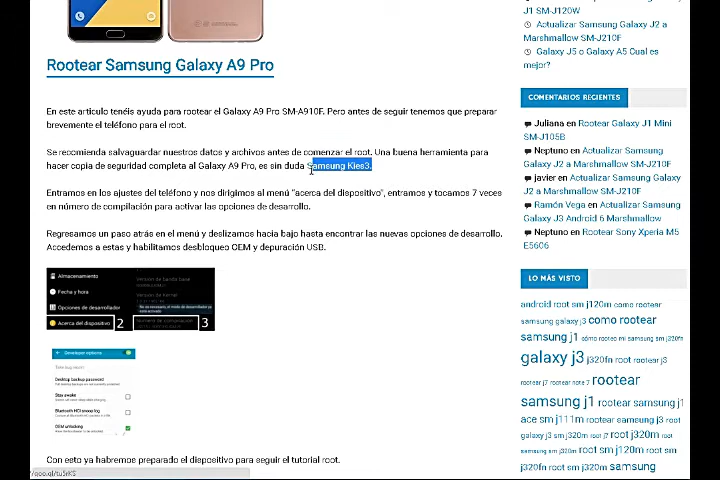 Rootear Samsung Galaxy A9 Pro
En este articulo tenéis ayuda para rootear el Galaxy A9 Pro SM-A910F. Pero antes de seguir tenemos que preparar
brevemente el teléfono para el root.
Se recomienda salvaguardar nuestros datos y archivos antes de comenzar el root. Una buena herramienta para
hacer copia de seguridad completa al Galaxy A9 Pro, es sin duda Samsung Kies3.
Entramos en los ajustes del teléfono y nos dirigimos al menú "acerca del dispositivo", entramos y tocamos 7 veces
en número de compilación para activar las opciones de desarrollo.
Regresamos un paso atrás en el menú y deslizamos hacia bajo hasta encontrar las nuevas opciones de desarrollo.
Accedemos a estas y habilitamos desbloqueo OEM y depuración USB.
Almacenamiento
Fecha y hora
Opciones de desarrollador
Acerca del dispositivo 2
Versión de banda base
Versión de Kernel
Número de compilación 3
Developer options
Desktop backup password
Stay awake
Bluetooth HCI snoop log
OEM unlocking
Con esto ya habremos preparado el dispositivo para seguir el tutorial root.
J1 SM-J120W
Actualizar Samsung Galaxy J2 a
Marshmallow SM-J210F
Galaxy J5 o Galaxy A5 Cual es
mejor?
COMENTARIOS RECIENTES
Juliana en Rootear Galaxy J1 Mini
SM-J105B
Neptuno en Actualizar
Samsung Galaxy J2 a
Marshmallow SM-J210F
javier en Actualizar Samsung
Galaxy J2 a Marshmallow SM-J210F
Ramón Vega en Actualizar Samsung
Galaxy J3 Android 6 Marshmallow
Neptuno en Rootear Sony Xperia M5
E5606
LO MÁS VISTO
android root sm j120m como rootear
samsung galaxy j3 como rootear
samsung j1 cómo rooteo mi samsung sm j320fn
galaxy j3 j320fn root rootear j3
rootear j7 rootear note 7 rootear
samsung j1 rootear samsung j1
ace sm j111m rootear samsung j3 root
galaxy j3 sm j320m root j7 root j320m root
samsung sm j320m root sm j120m root sm
j320fn root sm j320m samsung